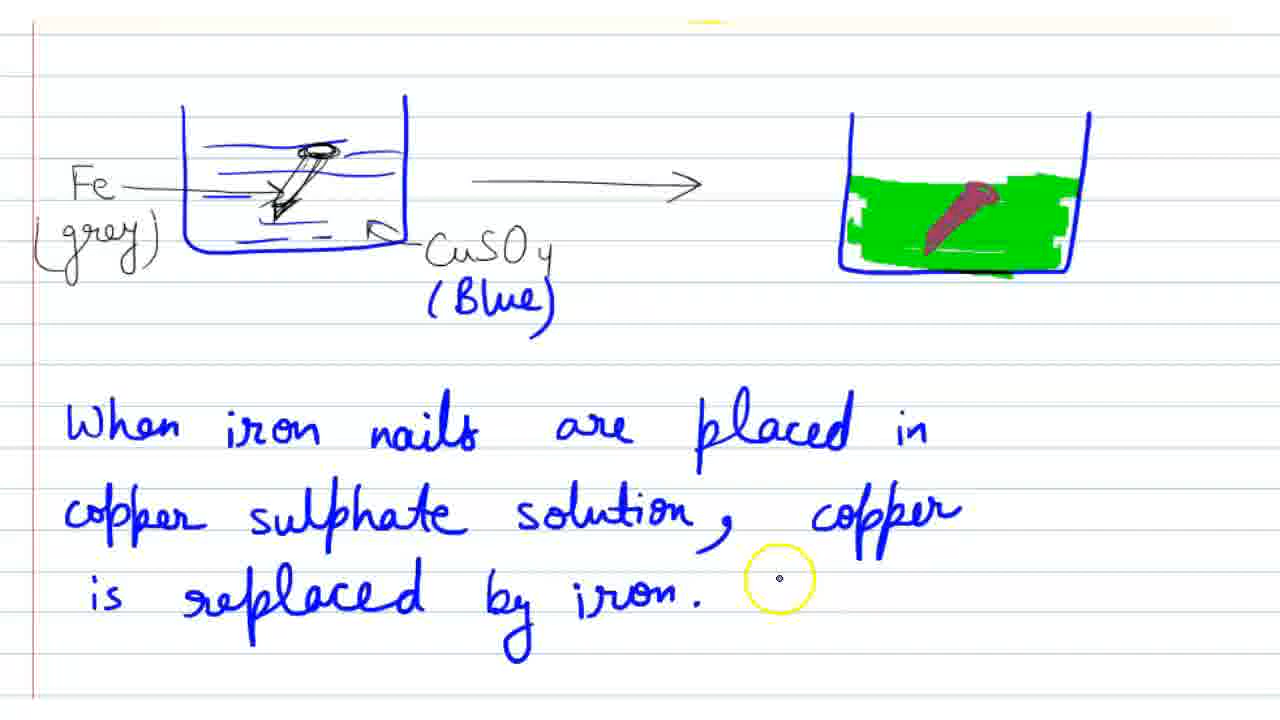 Fe
(grey)
CuSO4
(Blue)
When iron nails are placed in
copper sulphate solution, copper
is replaced by iron.